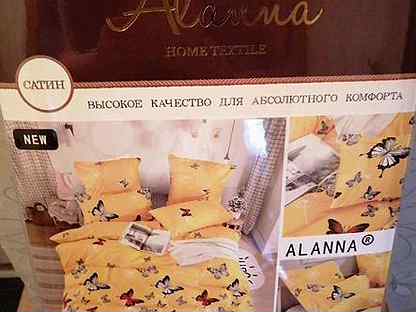 Alanna
HOME TEXTILE
САТИН
ВЫСОКОЕ КАЧЕСТВО ДЛЯ АБСОЛЮТНОГО КОМФОРТА
NEW
ALANNA®